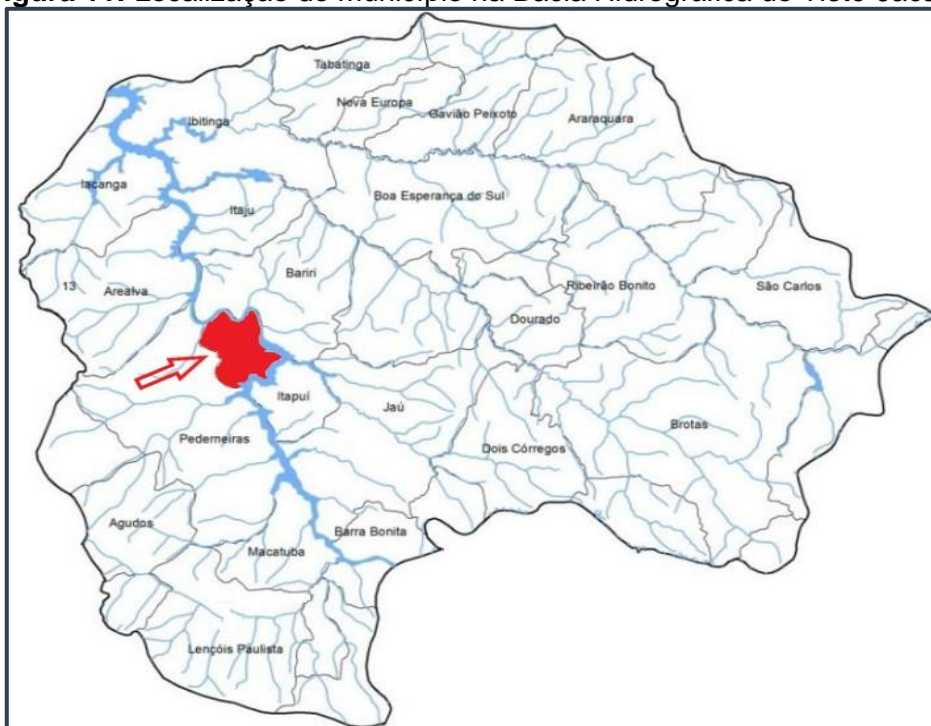 Tabatinga
Nova Europa
Gavião Peixoto
Araraquara
Ibitinga
Iacanga
Itaju
Boa Esperança do Sul
Bariri
13
Arealva
Ribeirão Bonito
São Carlos
Dourado
Itapuí
Jaú
Brotas
Pederneiras
Dois Córregos
Agudos
Barra Bonita
Macatuba
Lençóis Paulista